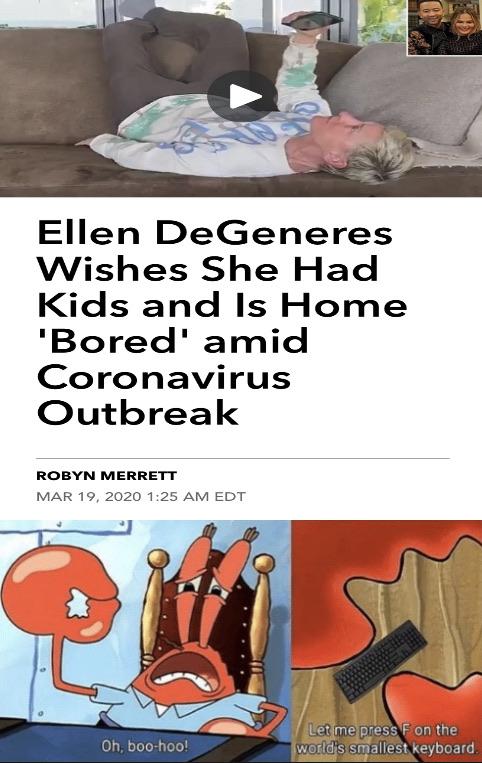 Ellen DeGeneres
Wishes She Had
Kids and Is Home
'Bored' amid
Coronavirus
Outbreak
ROBYN MERRETT
MAR 19, 2020 1:25 AM EDT
Oh, boo-hoo!
Let me press F on the
world's smallest keyboard.